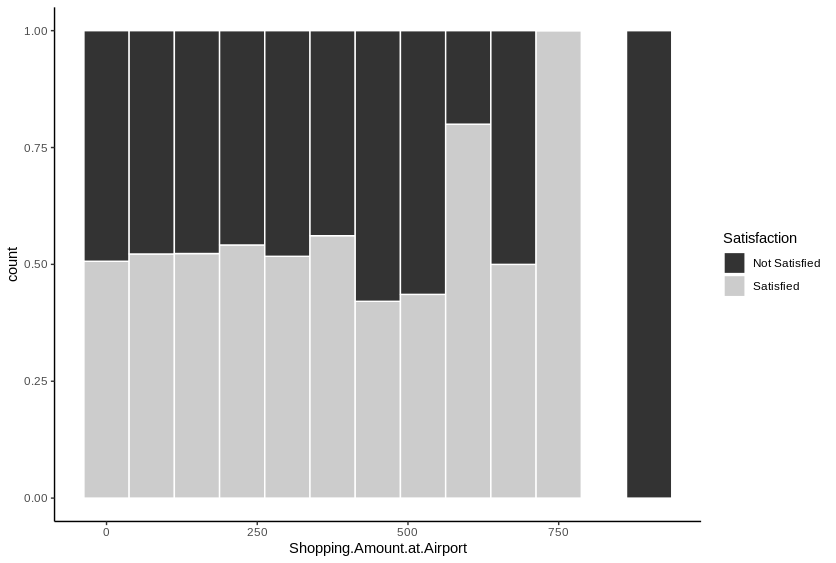 1.00
0.75
0.50
0.25
0.00
count
0 250 500 750
Shopping.Amount.at.Airport
Satisfaction
Not Satisfied
Satisfied